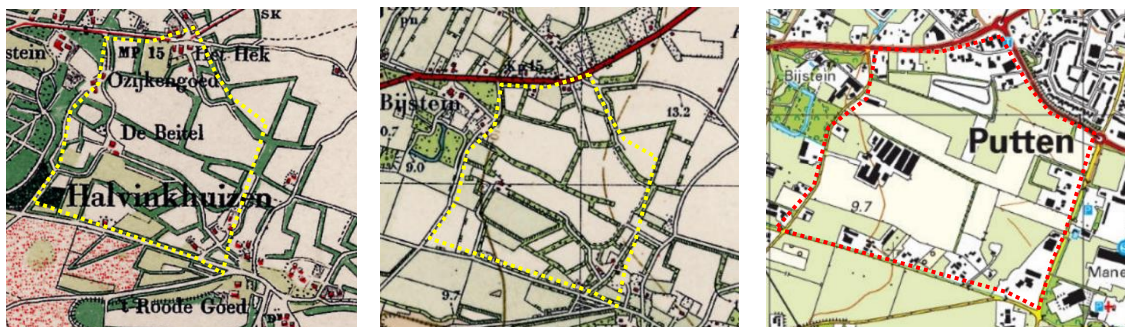 SK
stein
MP 15
Het Hek
Ozijkengoed
De Beitel
Halvinkhuizen
't Roode Goed
D
pn
K.P. 15
Bijstein
0.7
13.2
9.0
9.7
Bijstein
Putten
9.7
Mane